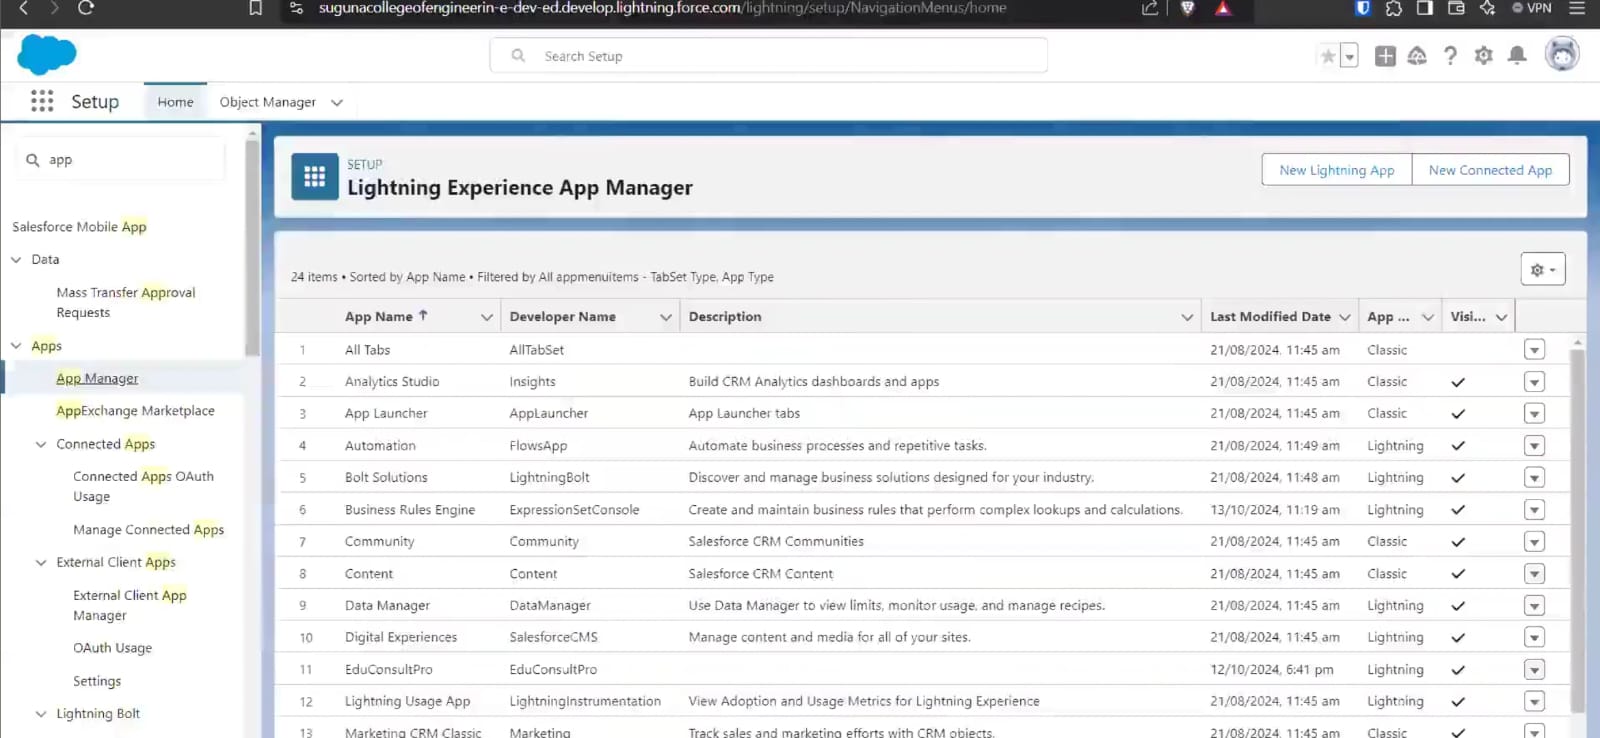 sugunacollegeofengineerin-e-dev-ed.develop.lightning.force.com/lightning/setup/NavigationMenus/home
VPN
Search Setup
Setup
Home
Object Manager
app
Salesforce Mobile App
Data
Mass Transfer Approval
Requests
Apps
App Manager
AppExchange Marketplace
Connected Apps
Connected Apps OAuth
Usage
Manage Connected Apps
External Client Apps
External Client App
Manager
OAuth Usage
Settings
Lightning Bolt
SETUP
Lightning Experience App Manager
New Lightning App
New Connected App
24 items • Sorted by App Name • Filtered by All appmenuitems - TabSet Type, App Type
App Name Developer Name Description Last Modified Date App ... Visi...
1 All Tabs AllTabSet 21/08/2024, 11:45 am Classic
2 Analytics Studio Insights Build CRM Analytics dashboards and apps 21/08/2024, 11:45 am Classic
3 App Launcher AppLauncher App Launcher tabs 21/08/2024, 11:45 am Classic
4 Automation FlowsApp Automate business processes and repetitive tasks. 21/08/2024, 11:49 am Lightning
5 Bolt Solutions LightningBolt Discover and manage business solutions designed for your industry. 21/08/2024, 11:48 am Lightning
6 Business Rules Engine ExpressionSetConsole Create and maintain business rules that perform complex lookups and calculations. 13/10/2024, 11:19 am Lightning
7 Community Community Salesforce CRM Communities 21/08/2024, 11:45 am Classic
8 Content Content Salesforce CRM Content 21/08/2024, 11:45 am Classic
9 Data Manager DataManager Use Data Manager to view limits, monitor usage, and manage recipes. 21/08/2024, 11:45 am Lightning
10 Digital Experiences SalesforceCMS Manage content and media for all of your sites. 21/08/2024, 11:45 am Lightning
11 EduConsultPro EduConsultPro 12/10/2024, 6:41 pm Lightning
12 Lightning Usage App LightningInstrumentation View Adoption and Usage Metrics for Lightning Experience 21/08/2024, 11:45 am Lightning
13 Marketing CRM Classic Marketing Track sales and marketing efforts with CRM objects. 21/08/2024, 11:45 am Classic